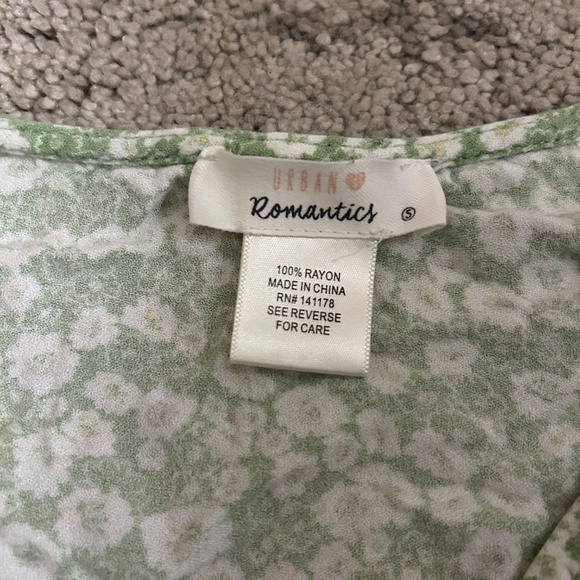 URBAN
Romantics S
100% RAYON
MADE IN CHINA
RN# 141178
SEE REVERSE
FOR CARE